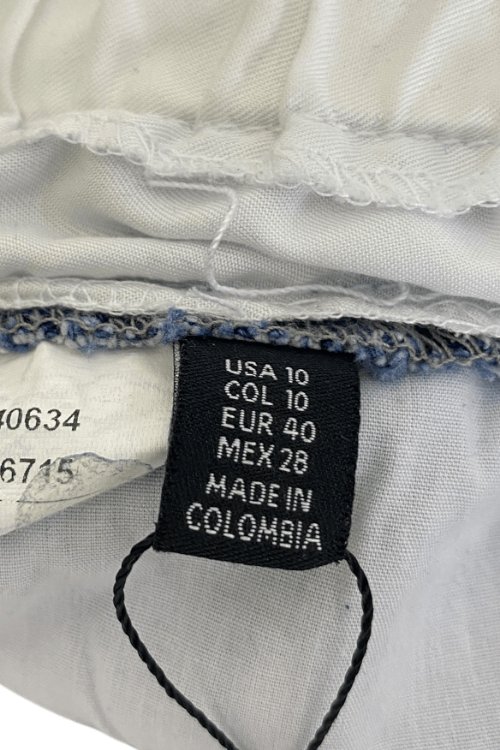 USA 10
COL 10
EUR 40
MEX 28
MADE IN
COLOMBIA
40634
6715